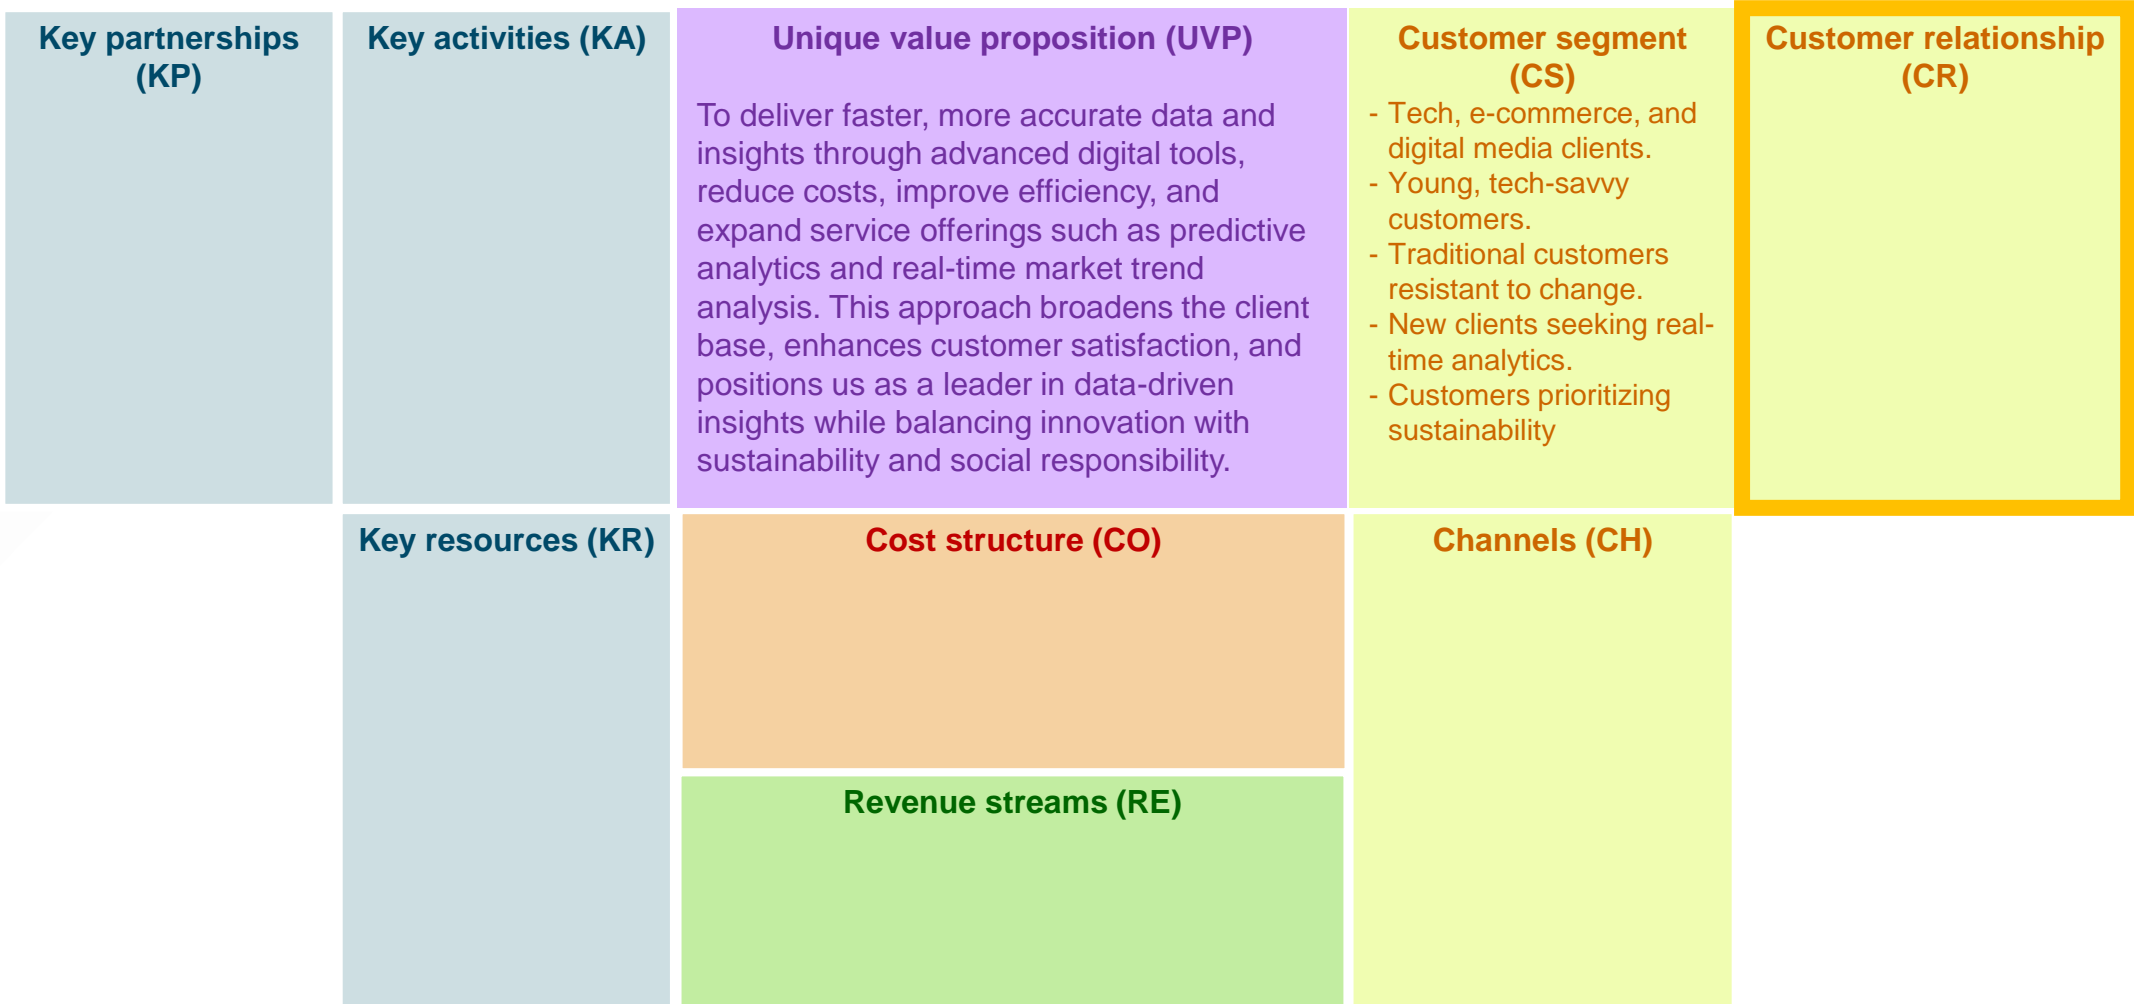 Key partnerships
(KP)
Key activities (KA)
Unique value proposition (UVP)
To deliver faster, more accurate data and
insights through advanced digital tools,
reduce costs, improve efficiency, and
expand service offerings such as predictive
analytics and real-time market trend
analysis. This approach broadens the client
base, enhances customer satisfaction, and
positions us as a leader in data-driven
insights while balancing innovation with
sustainability and social responsibility.
Customer segment
(CS)
- Tech, e-commerce, and
digital media clients.
- Young, tech-savvy
customers.
- Traditional customers
resistant to change.
- New clients seeking real-
time analytics.
- Customers prioritizing
sustainability
Customer relationship
(CR)
Key resources (KR)
Cost structure (CO)
Channels (CH)
Revenue streams (RE)